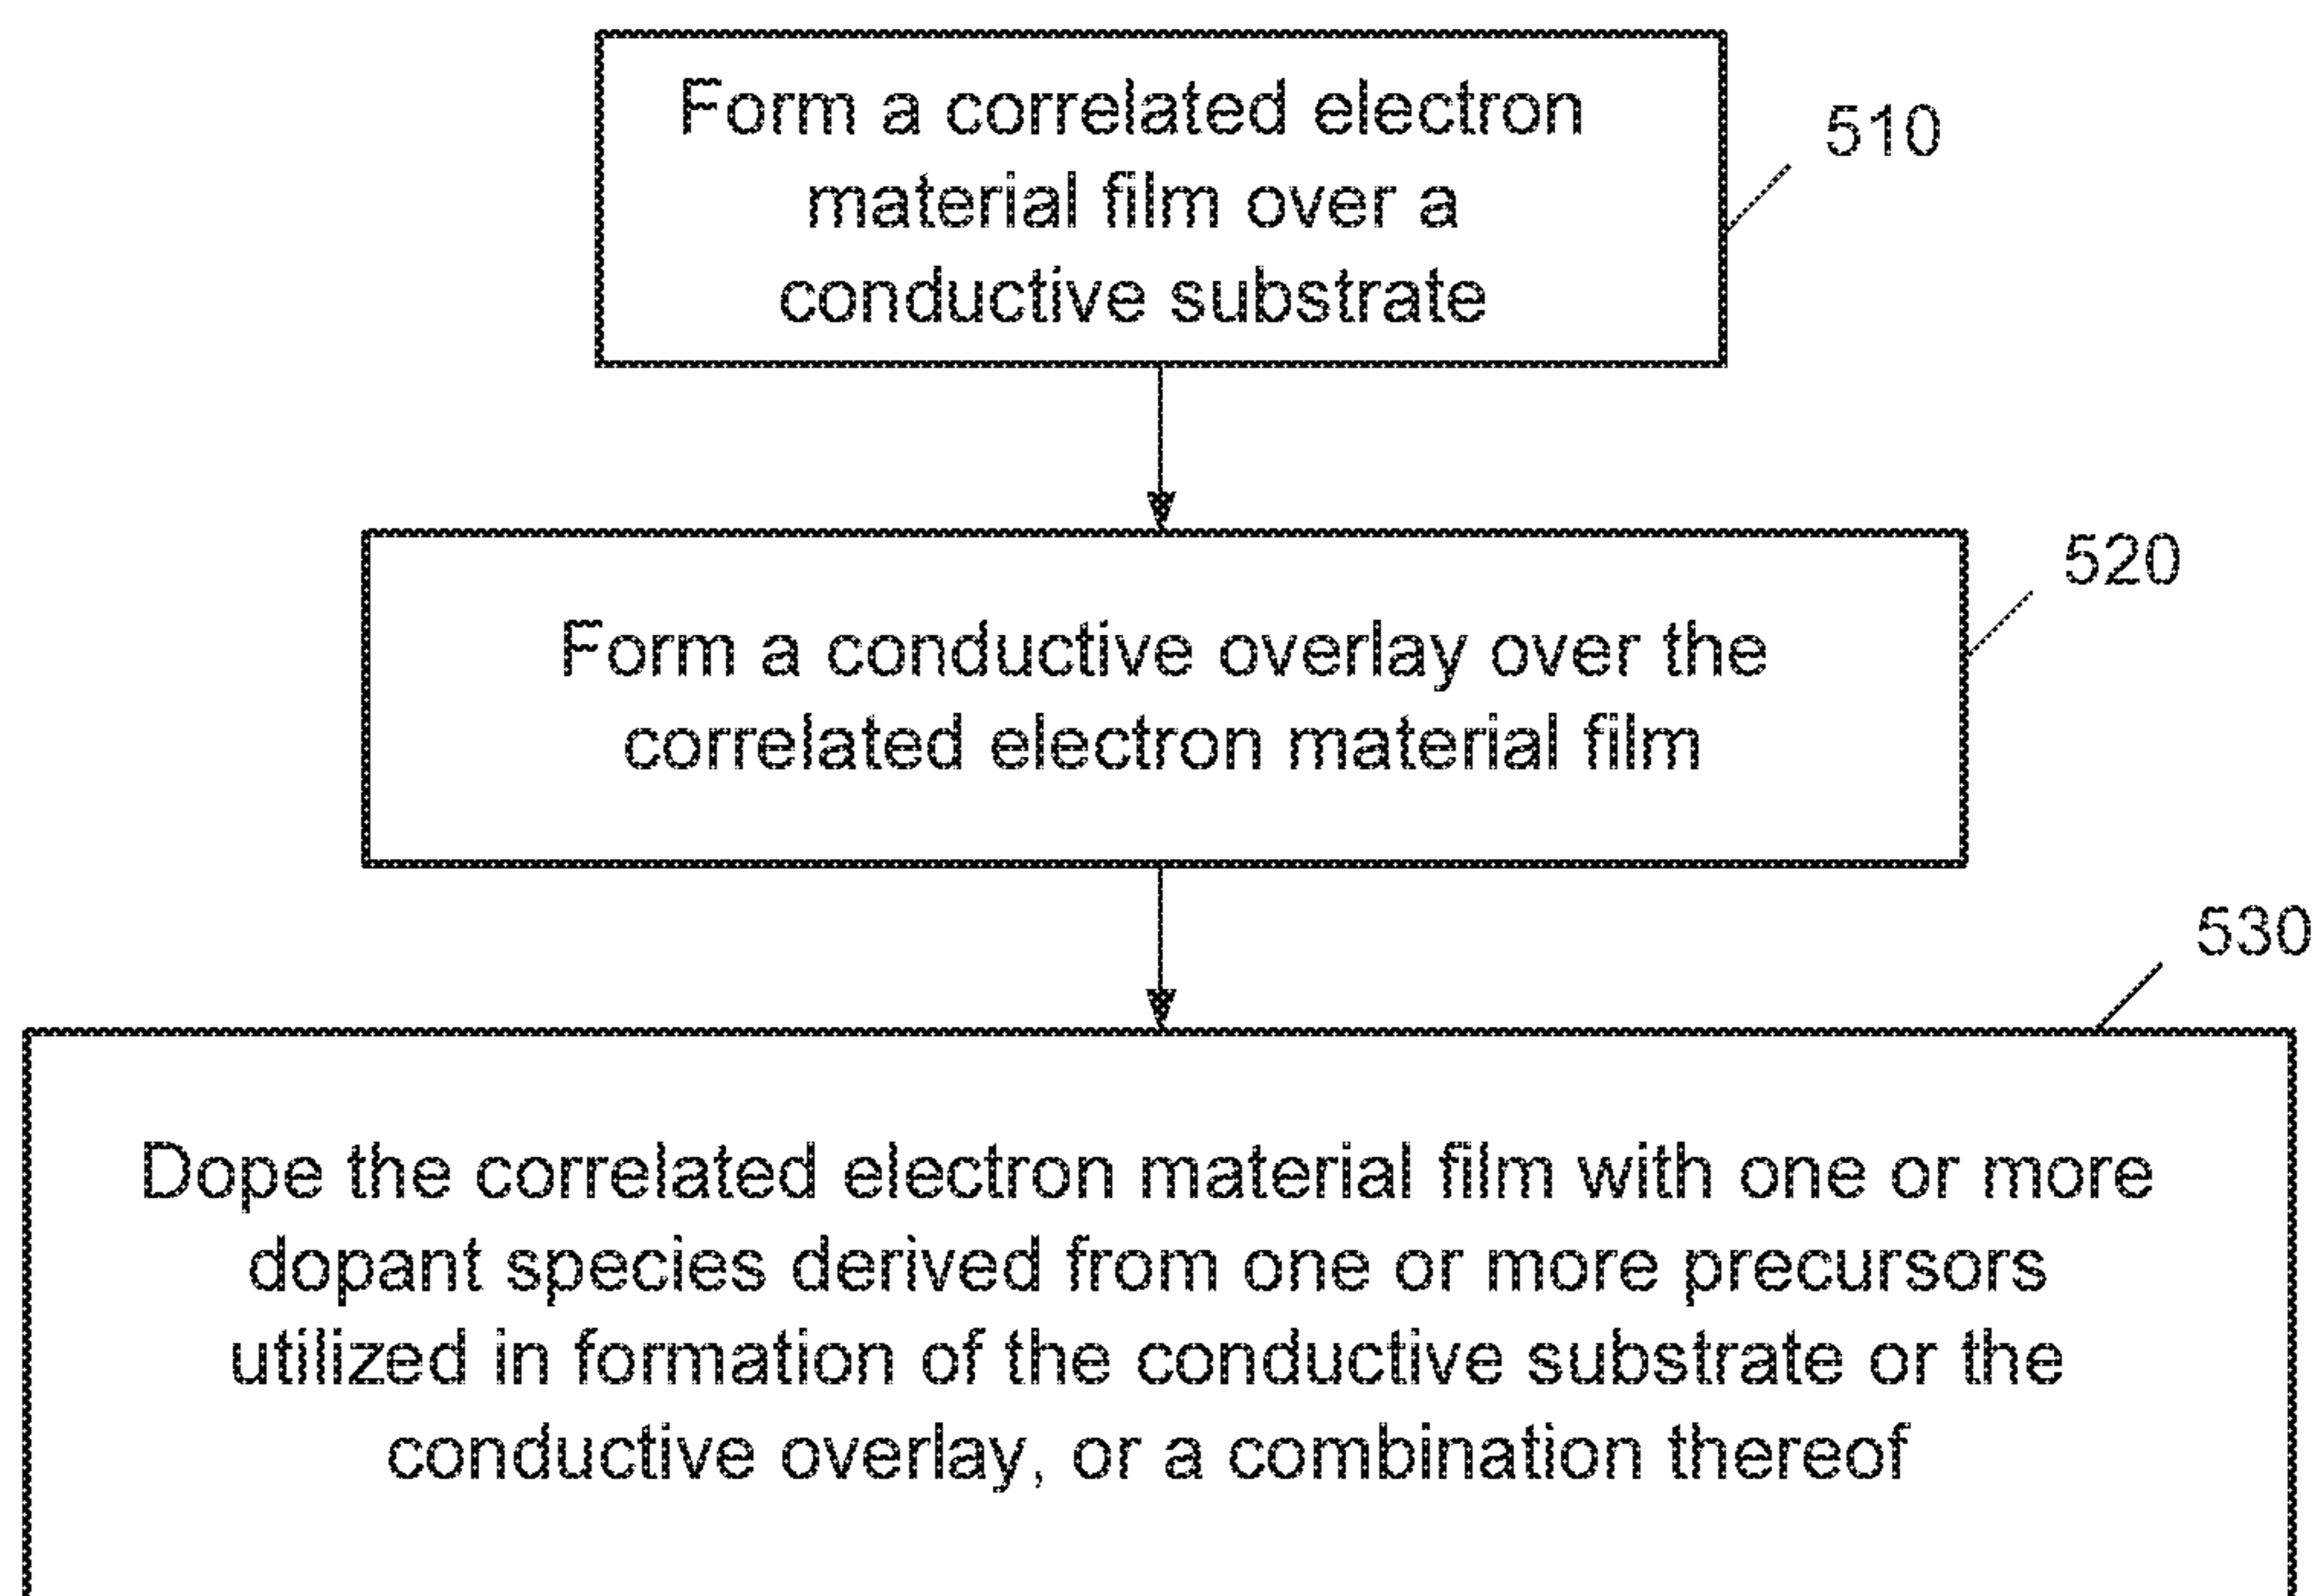 Form a correlated electron
material film over a
conductive substrate
510
Form a conductive overlay over the
correlated electron material film
520
530
Dope the correlated electron material film with one or more
dopant species derived from one or more precursors
utilized in formation of the conductive substrate or the
conductive overlay, or a combination thereof